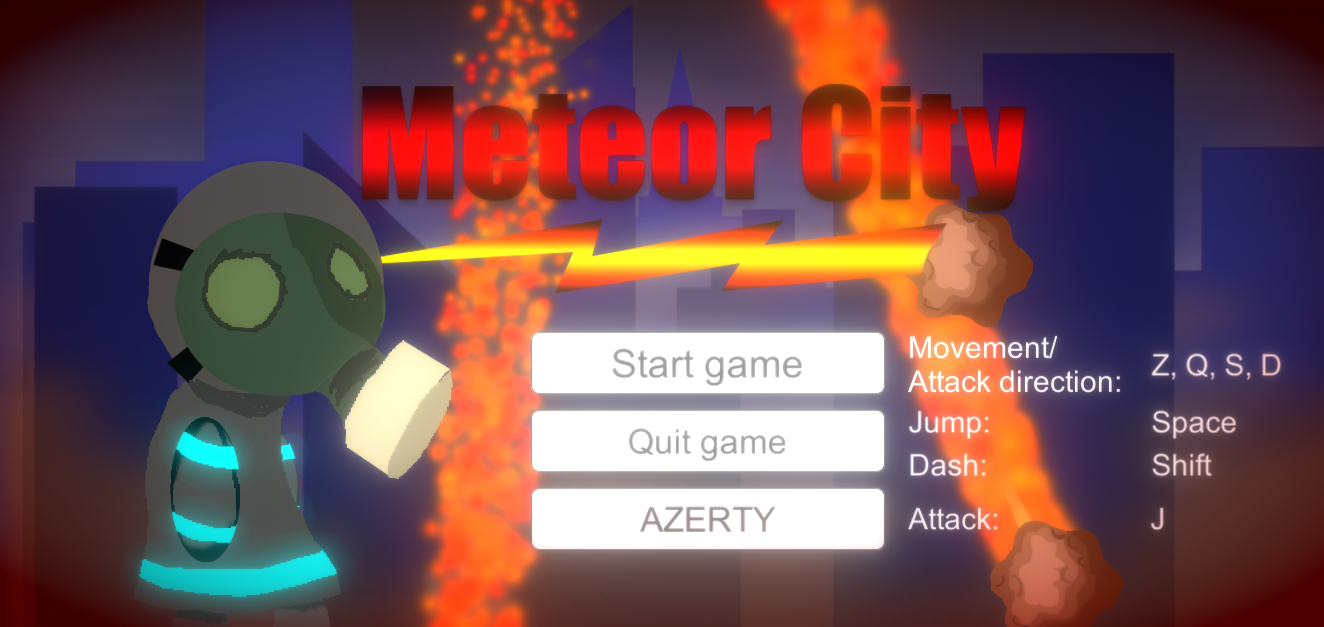 Meteor City
Start game
Quit game
AZERTY
Movement/
Attack direction: Z, Q, S, D
Jump: Space
Dash: Shift
Attack: J